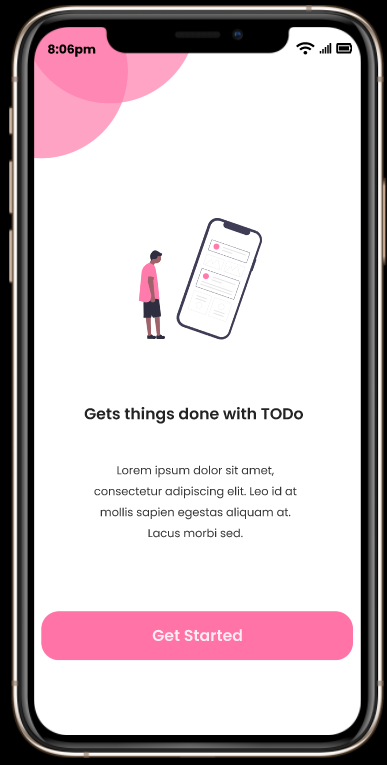 8:06pm
Gets things done with TODo
Lorem ipsum dolor sit amet,
consectetur adipiscing elit. Leo id at
mollis sapien egestas aliquam at.
Lacus morbi sed.
Get Started